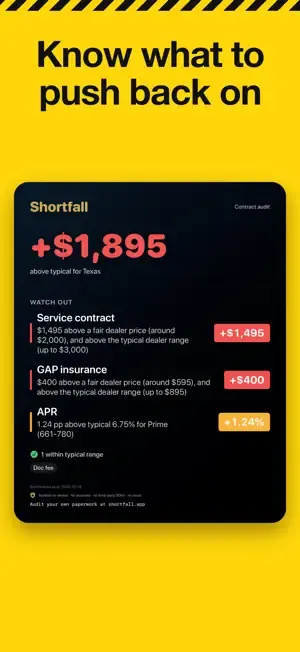 Know what to
push back on
Shortfall
Contract audit
+$1,895
above typical for Texas
WATCH OUT
Service contract
$1,495 above a fair dealer price (around
$2,000), and above the typical dealer range
(up to $3,000)
+$1,495
GAP insurance
$400 above a fair dealer price (around $595), and
above the typical dealer range (up to $895)
+$400
APR
1.24 pp above typical 6.75% for Prime
(661–780)
+1.24%
1 within typical range
Doc fee
Audit your own paperwork at shortfall.app